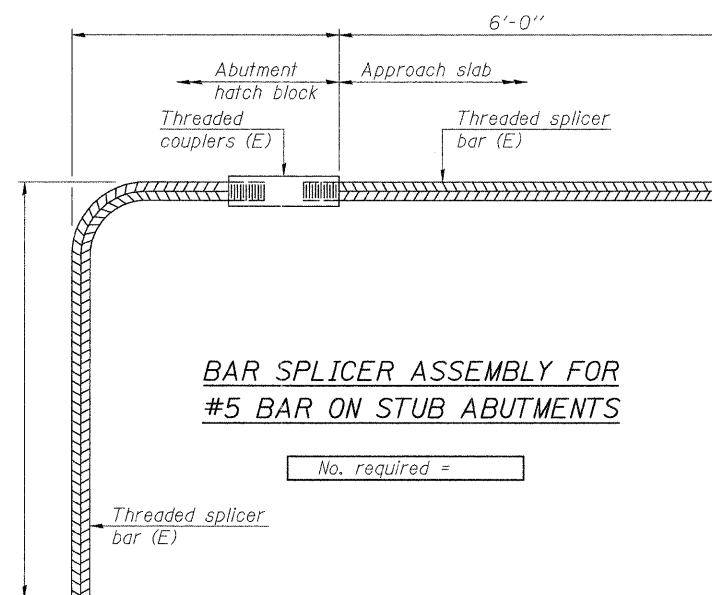 6'-0"
Abutment
hatch block
Approach slab
Threaded
couplers (E)
Threaded splicer
bar (E)
BAR SPLICER ASSEMBLY FOR
#5 BAR ON STUB ABUTMENTS
No. required =
Threaded splicer
bar (E)